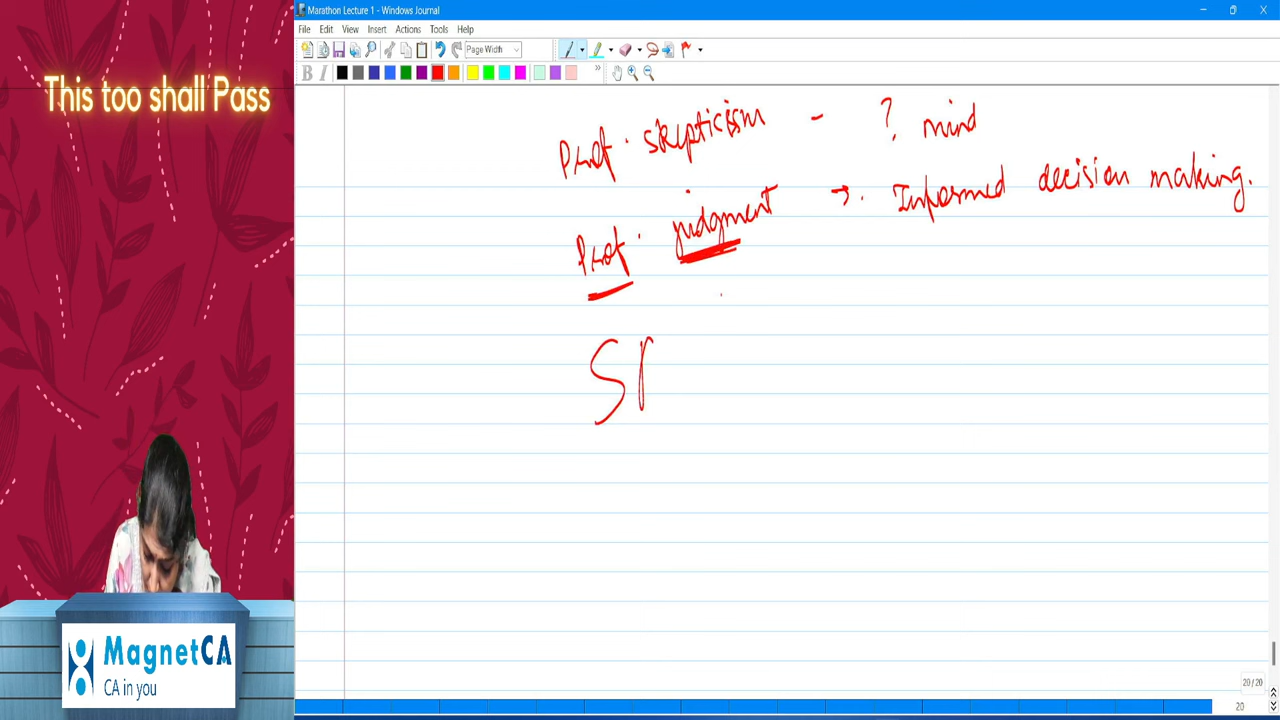 Marathon Lecture 1 - Windows Journal
File Edit View Insert Actions Tools Help
Page Width
B I
This too shall Pass
Prof. skepticism - ? mind
Prof. judgment → Informed decision making.
S
MagnetCA
CA in you
20/20
20